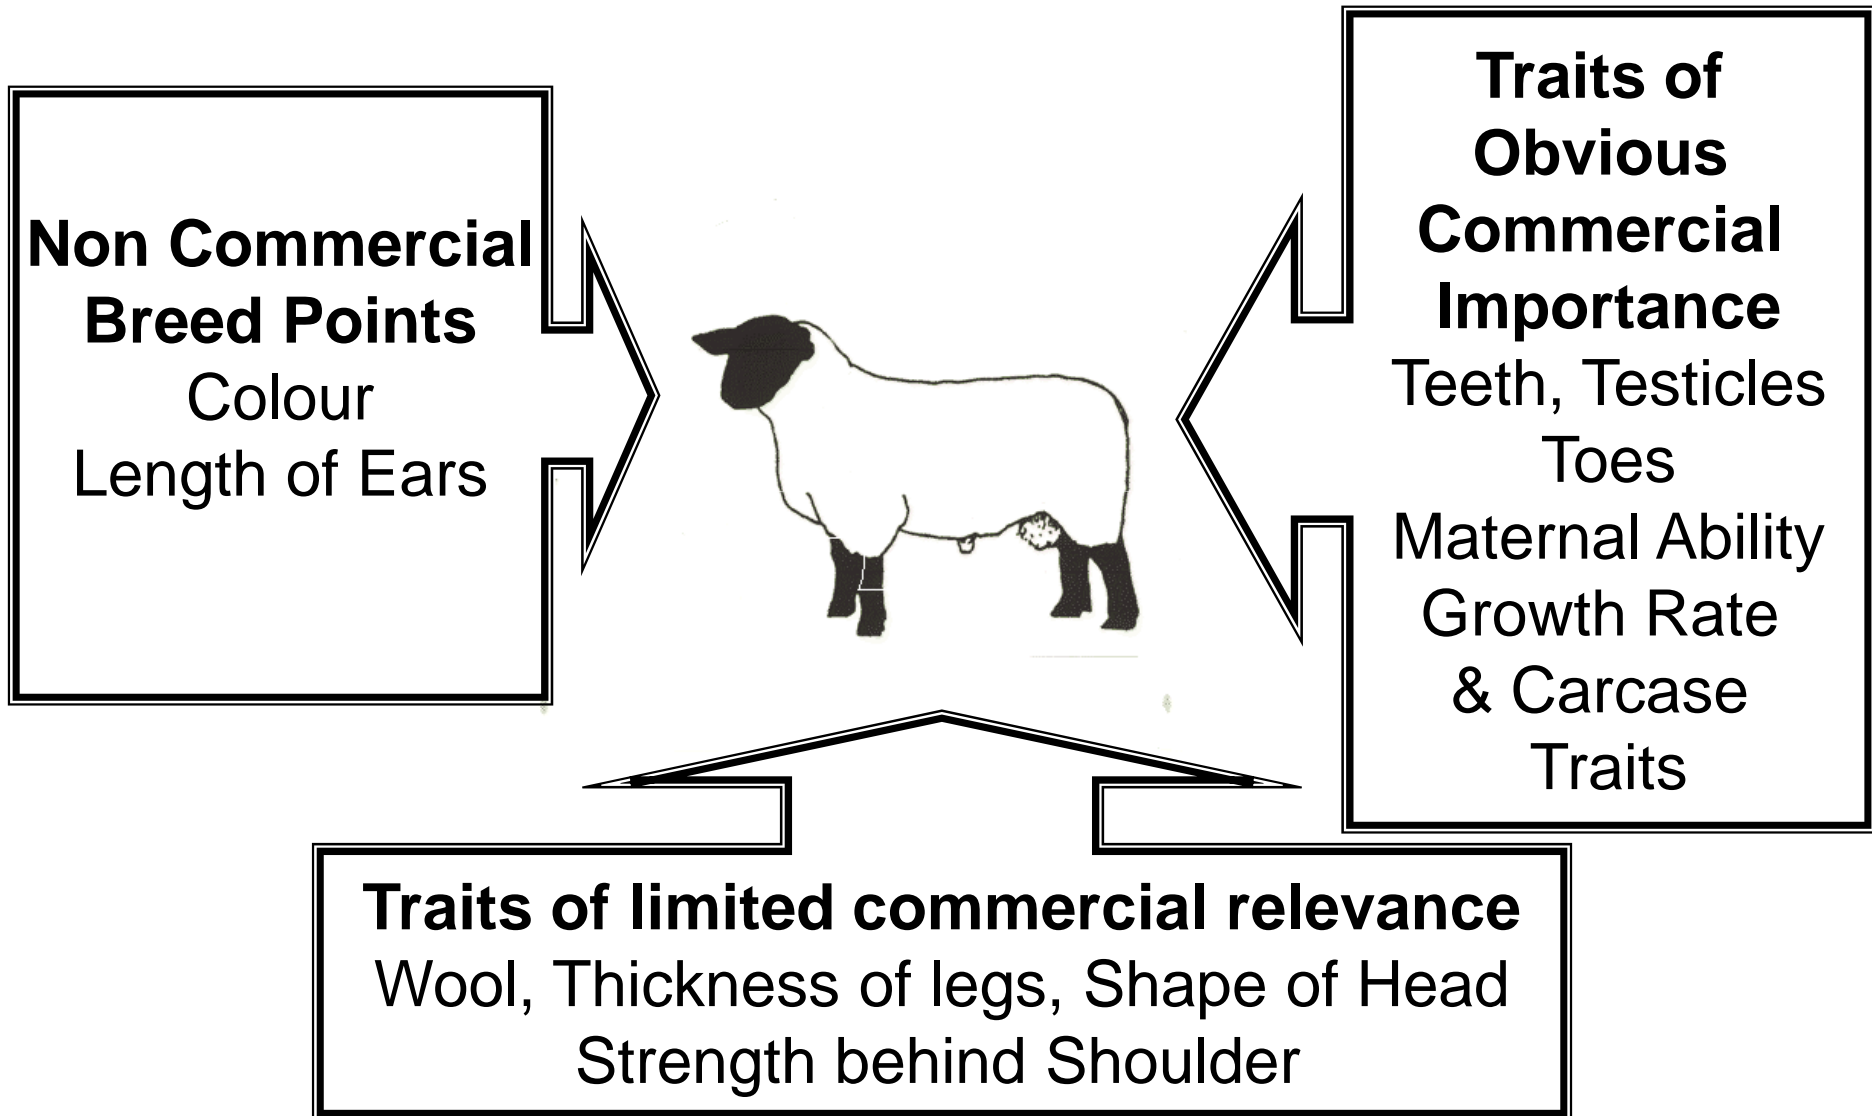 Non Commercial
Breed Points
Colour
Length of Ears
Traits of
Obvious
Commercial
Importance
Teeth, Testicles
Toes
Maternal Ability
Growth Rate
& Carcase
Traits
Traits of limited commercial relevance
Wool, Thickness of legs, Shape of Head
Strength behind Shoulder